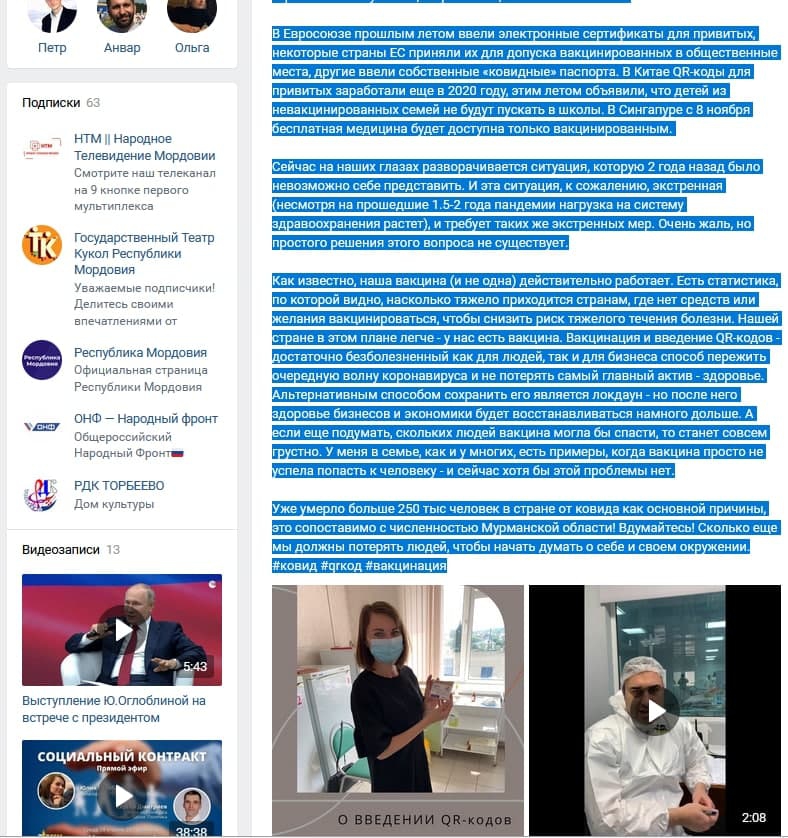 Петр Анвар Ольга
Подписки 63
НТМ || Народное
Телевидение Мордовии
Смотрите наш телеканал
на 9 кнопке первого
мультиплекса
Государственный Театр
Кукол Республики
Мордовия
Уважаемые подписчики!
Делитесь своими
впечатлениями от
Республика
Мордовия
Республика Мордовия
Официальная страница
Республики Мордовия
ОНФ
ОНФ — Народный фронт
Общероссийский
Народный Фронт
РДК ТОРБЕЕВО
Дом культуры
Видеозаписи 13
5:43
Выступление Ю.Оглоблиной на
встрече с президентом
СОЦИАЛЬНЫЙ КОНТРАКТ
Прямой эфир
38:38
В Евросоюзе прошлым летом ввели электронные сертификаты для привитых,
некоторые страны ЕС приняли их для допуска вакцинированных в общественные
места, другие ввели собственные «ковидные» паспорта. В Китае QR-коды для
привитых заработали еще в 2020 году, этим летом объявили, что детей из
невакцинированных семей не будут пускать в школы. В Сингапуре с 8 ноября
бесплатная медицина будет доступна только вакцинированным.
Сейчас на наших глазах разворачивается ситуация, которую 2 года назад было
невозможно себе представить. И эта ситуация, к сожалению, экстренная
(несмотря на прошедшие 1.5-2 года пандемии нагрузка на систему
здравоохранения растет), и требует таких же экстренных мер. Очень жаль, но
простого решения этого вопроса не существует.
Как известно, наша вакцина (и не одна) действительно работает. Есть статистика,
по которой видно, насколько тяжело приходится странам, где нет средств или
желания вакцинироваться, чтобы снизить риск тяжелого течения болезни. Нашей
стране в этом плане легче - у нас есть вакцина. Вакцинация и введение QR-кодов -
достаточно безболезненный как для людей, так и для бизнеса способ пережить
очередную волну коронавируса и не потерять самый главный актив - здоровье.
Альтернативным способом сохранить его является локдаун - но после него
здоровье бизнесов и экономики будет восстанавливаться намного дольше. А
если еще подумать, скольких людей вакцина могла бы спасти, то станет совсем
грустно. У меня в семье, как и у многих, есть примеры, когда вакцина просто не
успела попасть к человеку - и сейчас хотя бы этой проблемы нет.
Уже умерло больше 250 тыс человек в стране от ковида как основной причины,
это сопоставимо с численностью Мурманской области! Вдумайтесь! Сколько еще
мы должны потерять людей, чтобы начать думать о себе и своем окружении.
#ковид #qrкод #вакцинация
О ВВЕДЕНИИ QR-кодов
2:08